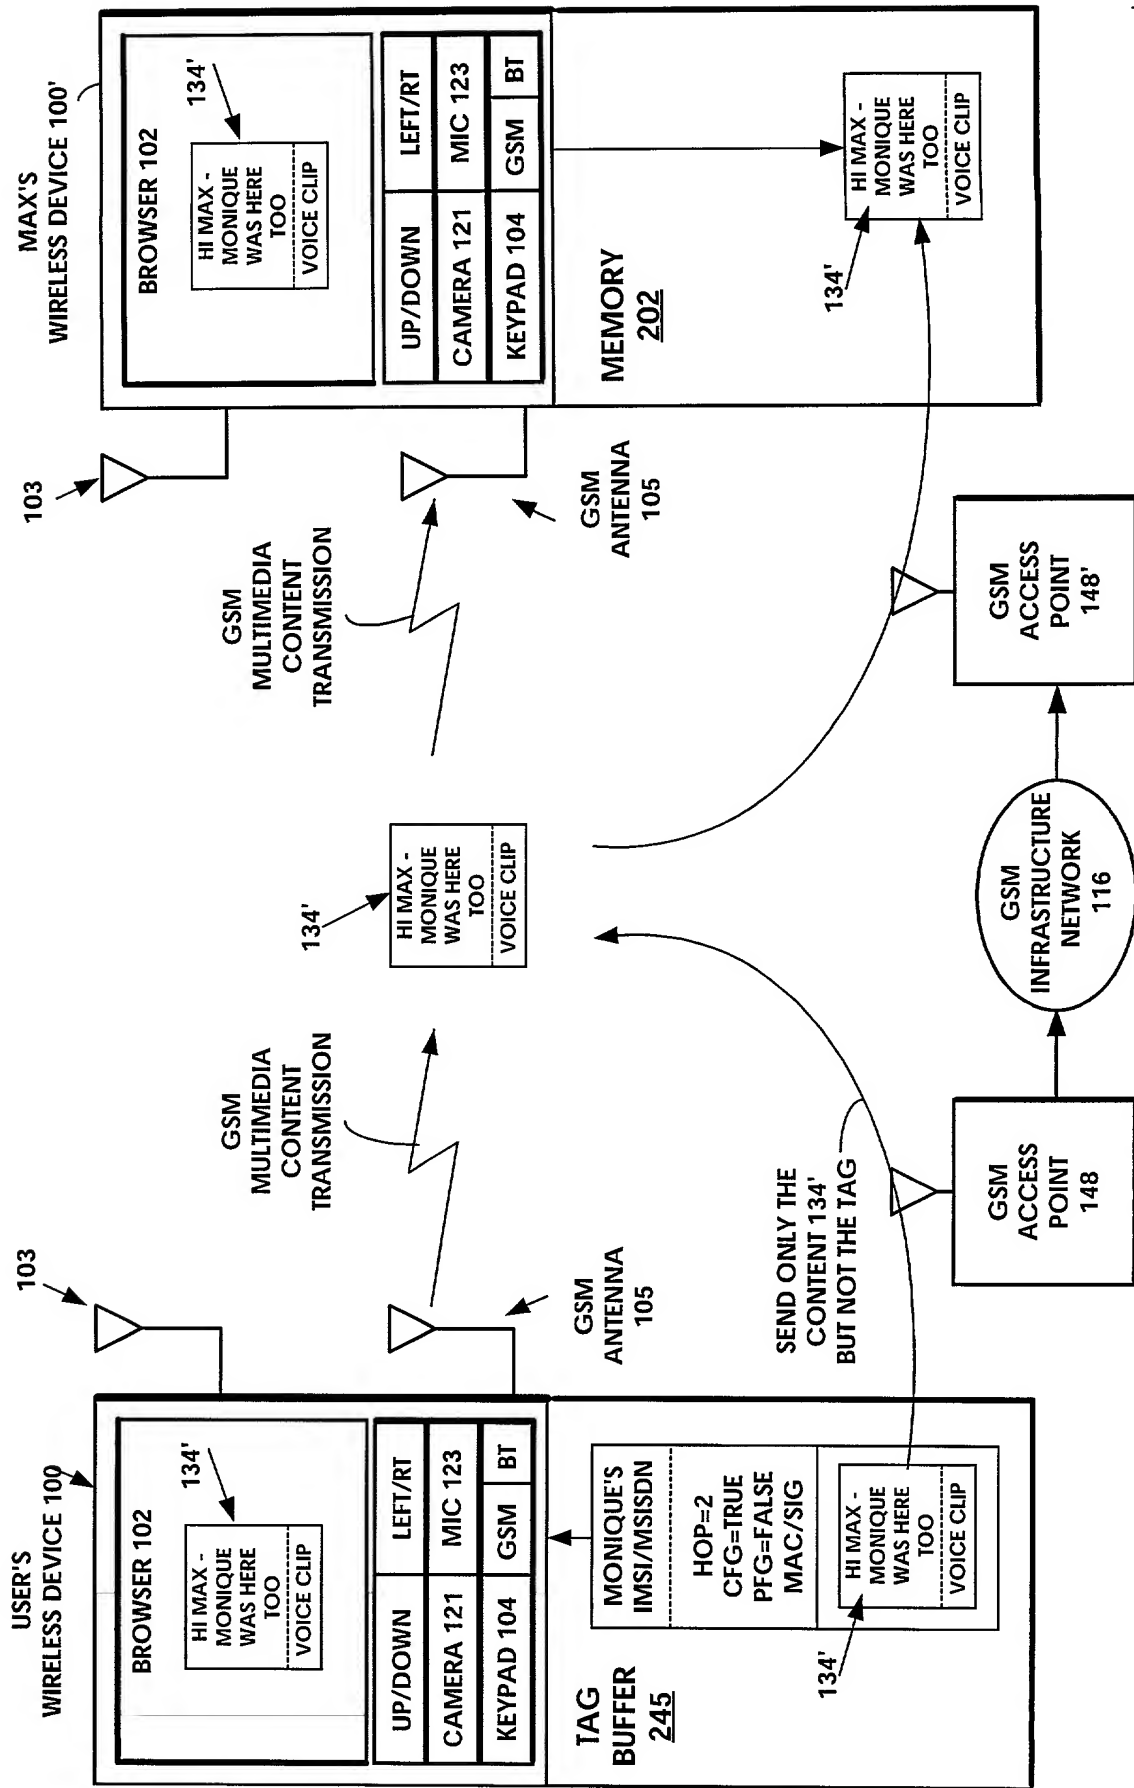 USER'S
WIRELESS DEVICE 100
BROWSER 102
134'
HI MAX -
MONIQUE
WAS HERE
TOO
VOICE CLIP
UP/DOWN
LEFT/RT
CAMERA 121
MIC 123
KEYPAD 104
GSM
BT
TAG
BUFFER
245
MONIQUE'S
IMSI/MSISDN
HOP=2
CFG=TRUE
PFG=FALSE
MAC/SIG
134'
HI MAX -
MONIQUE
WAS HERE
TOO
VOICE CLIP
103
GSM
ANTENNA
105
GSM
MULTIMEDIA
CONTENT
TRANSMISSION
SEND ONLY THE
CONTENT 134'
BUT NOT THE TAG
GSM
ACCESS
POINT
148
134'
HI MAX -
MONIQUE
WAS HERE
TOO
VOICE CLIP
GSM
INFRASTRUCTURE
NETWORK
116
GSM
MULTIMEDIA
CONTENT
TRANSMISSION
103
GSM
ANTENNA
105
GSM
ACCESS
POINT
148'
MAX'S
WIRELESS DEVICE 100'
BROWSER 102
134'
HI MAX -
MONIQUE
WAS HERE
TOO
VOICE CLIP
UP/DOWN
LEFT/RT
CAMERA 121
MIC 123
KEYPAD 104
GSM
BT
MEMORY
202
134'
HI MAX -
MONIQUE
WAS HERE
TOO
VOICE CLIP